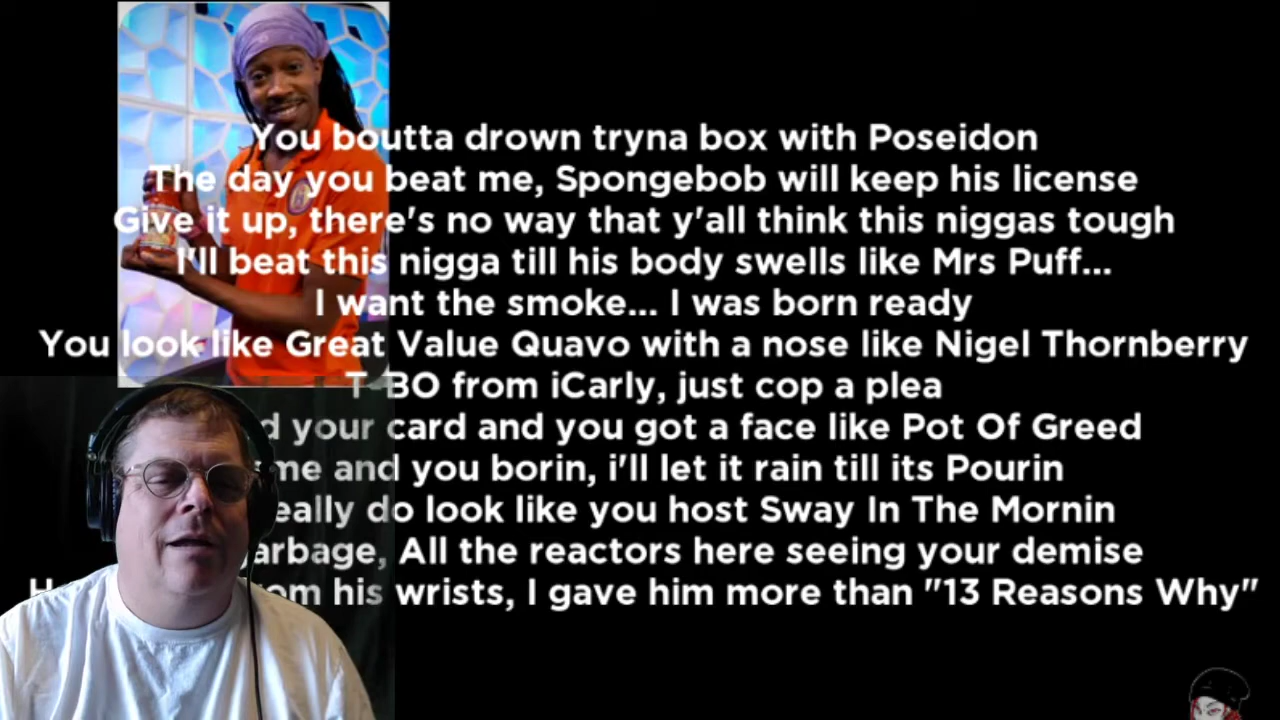 You boutta drown tryna box with Poseidon
The day you beat me, Spongebob will keep his license
Give it up, there's no way that y'all think this niggas tough
I'll beat this nigga till his body swells like Mrs Puff...
I want the smoke... I was born ready
You look like Great Value Quavo with a nose like Nigel Thornberry
T-BO from iCarly, just cop a plea
your card and you got a face like Pot Of Greed
me and you borin, i'll let it rain till its Pourin
do look like you host Sway In The Mornin
All the reactors here seeing your demise
his wrists, I gave him more than "13 Reasons Why"